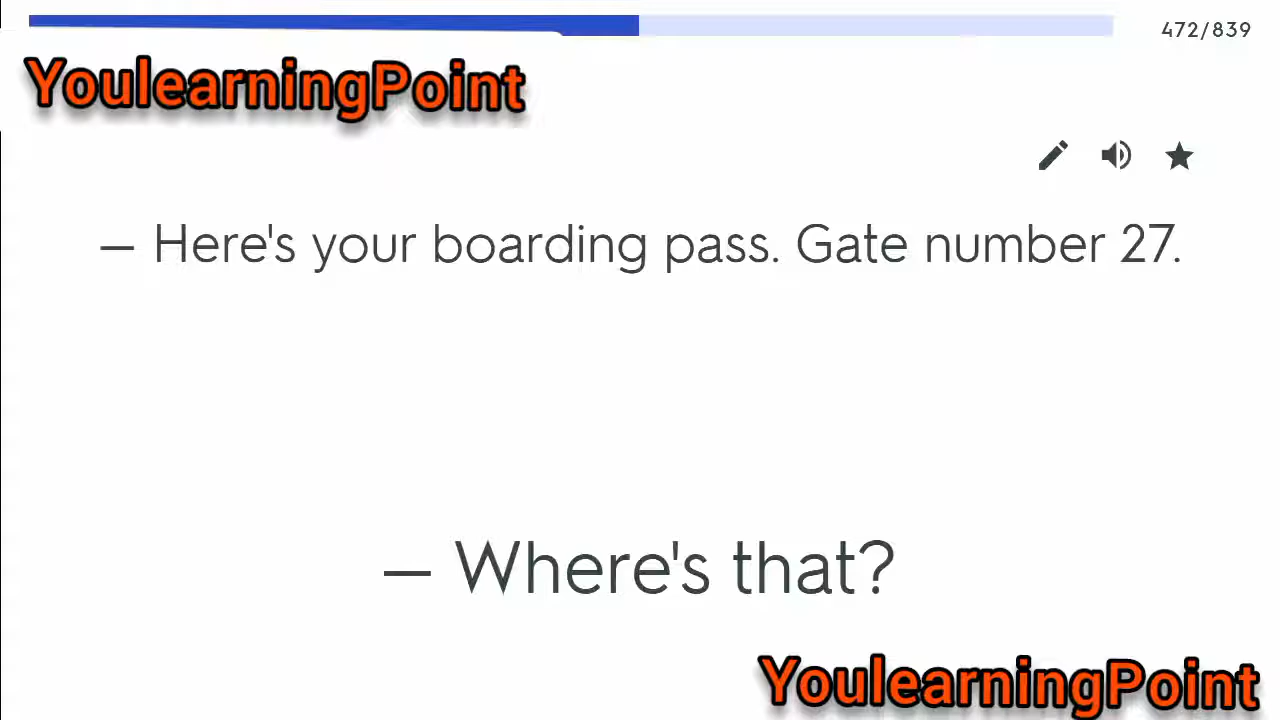 472/839
YoulearningPoint
– Here's your boarding pass. Gate number 27.
– Where's that?
YoulearningPoint